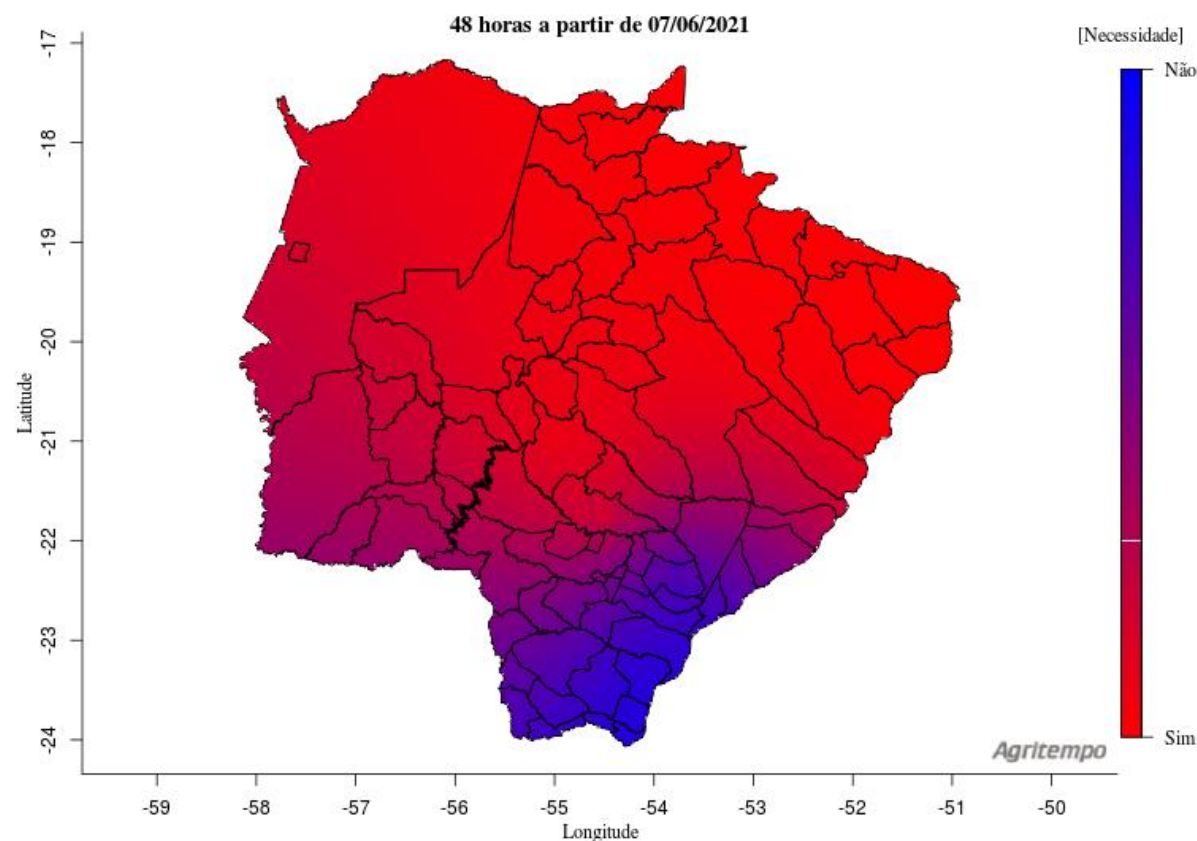 48 horas a partir de 07/06/2021
[Necessidade]
Não
Sim
Latitude
-17
-18
-19
-20
-21
-22
-23
-24
Agritempo
-59
-58
-57
-56
-55
-54
-53
-52
-51
-50
Longitude